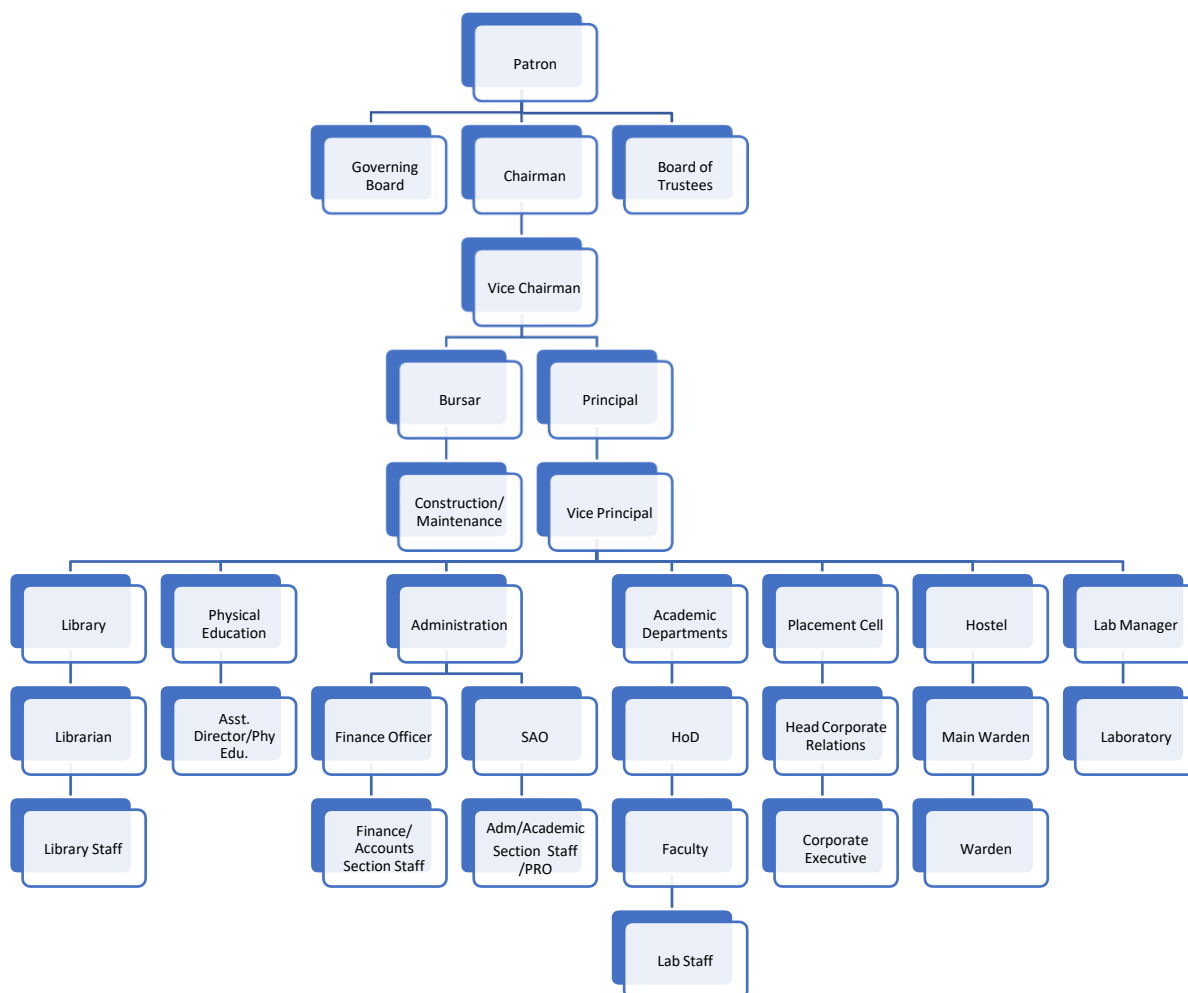 Patron
Governing
Board
Chairman
Board of
Trustees
Vice Chairman
Bursar
Principal
Construction/
Maintenance
Vice Principal
Library
Physical
Education
Administration
Academic
Departments
Placement Cell
Hostel
Lab Manager
Librarian
Asst.
Director/Phy
Edu.
Finance Officer
SAO
HoD
Head Corporate
Relations
Main Warden
Laboratory
Library Staff
Finance/
Accounts
Section Staff
Adm/Academic
Section Staff
/PRO
Faculty
Corporate
Executive
Warden
Lab Staff